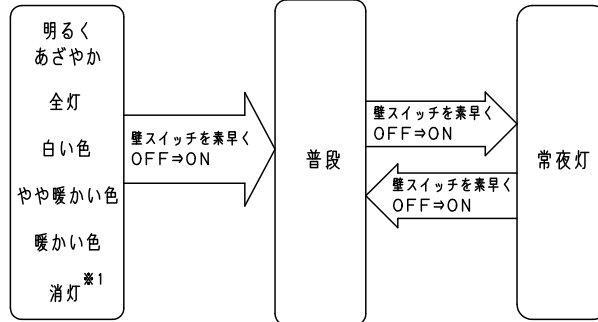 明るく
あざやか
全灯
白い色
やや暖かい色
暖かい色
消灯※1
壁スイッチを素早く
OFF⇒ON
普段
壁スイッチを素早く
OFF⇒ON
壁スイッチを素早く
OFF⇒ON
常夜灯